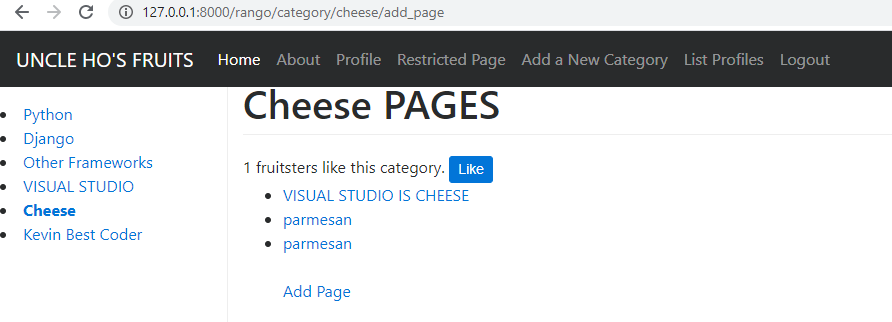 127.0.0.1:8000/rango/category/cheese/add_page
UNCLE HO'S FRUITS Home About Profile Restricted Page Add a New Category List Profiles Logout
Python
Django
Other Frameworks
VISUAL STUDIO
Cheese
Kevin Best Coder
Cheese PAGES
1 fruitsters like this category. Like
VISUAL STUDIO IS CHEESE
parmesan
parmesan
Add Page